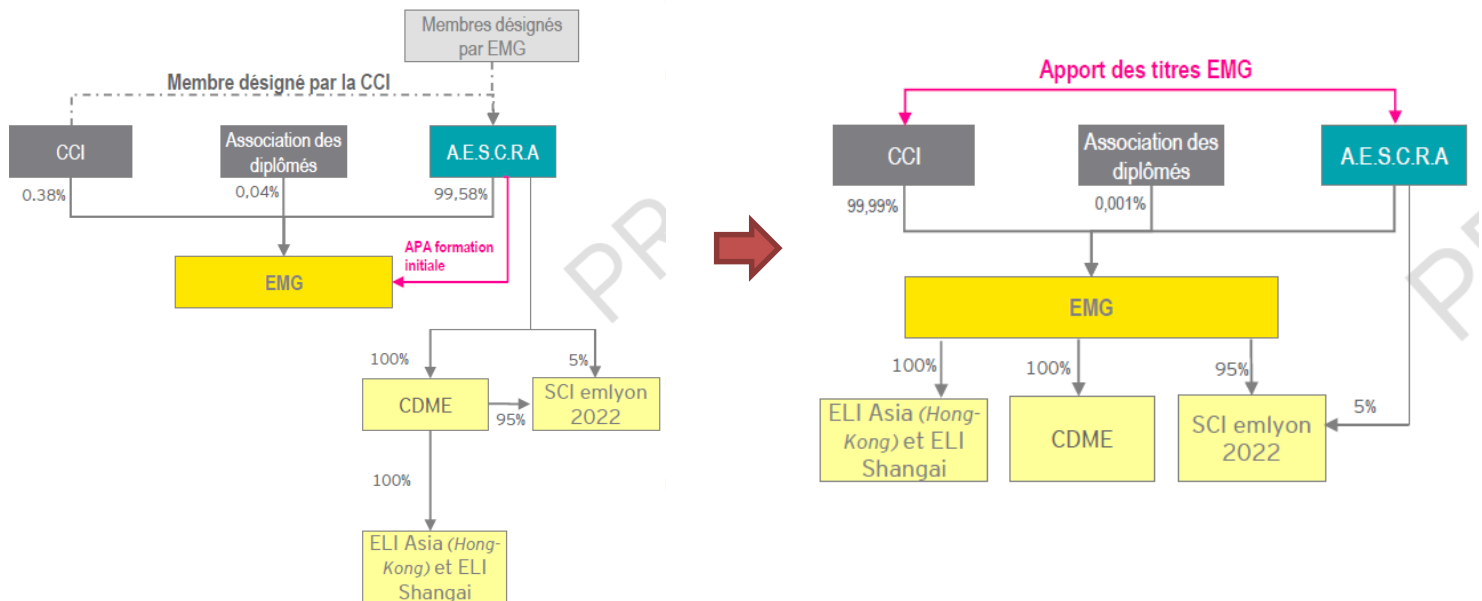 Membres désignés
par EMG
Membre désigné par la CCI
CCI
Association des
diplômés
A.E.S.C.R.A
0.38%
0,04%
99,58%
APA formation
initiale
EMG
100%
5%
CDME
95%
SCI emlyon
2022
100%
ELI Asia (Hong-
Kong) et ELI
Shangai
PR
Apport des titres EMG
CCI
Association des
diplômés
A.E.S.C.R.A
99,99%
0,001%
EMG
100%
100%
95%
5%
ELI Asia (Hong-
Kong) et ELI
Shangai
CDME
SCI emlyon
2022